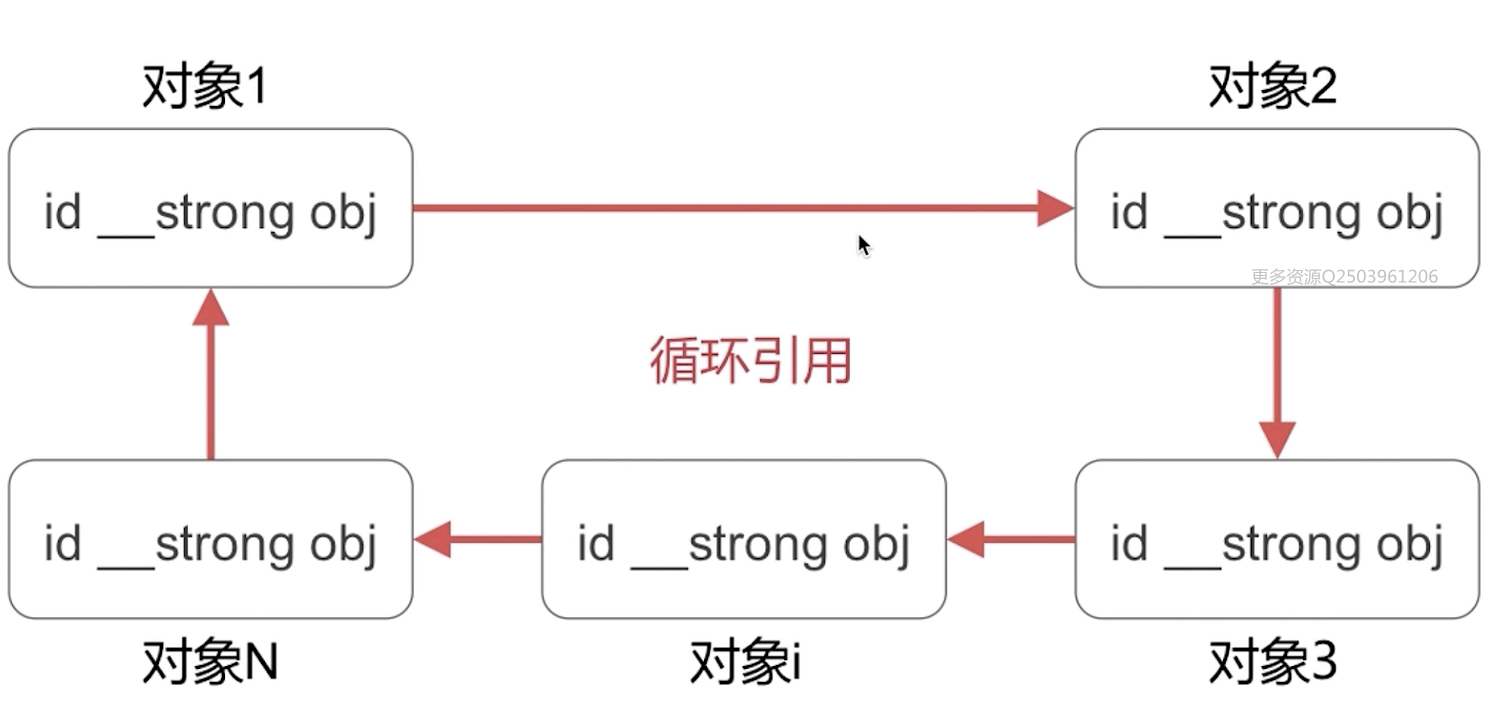 对象1
对象2
id __strong obj
id __strong obj
更多资源Q2503961206
循环引用
id __strong obj
id __strong obj
id __strong obj
对象N
对象i
对象3